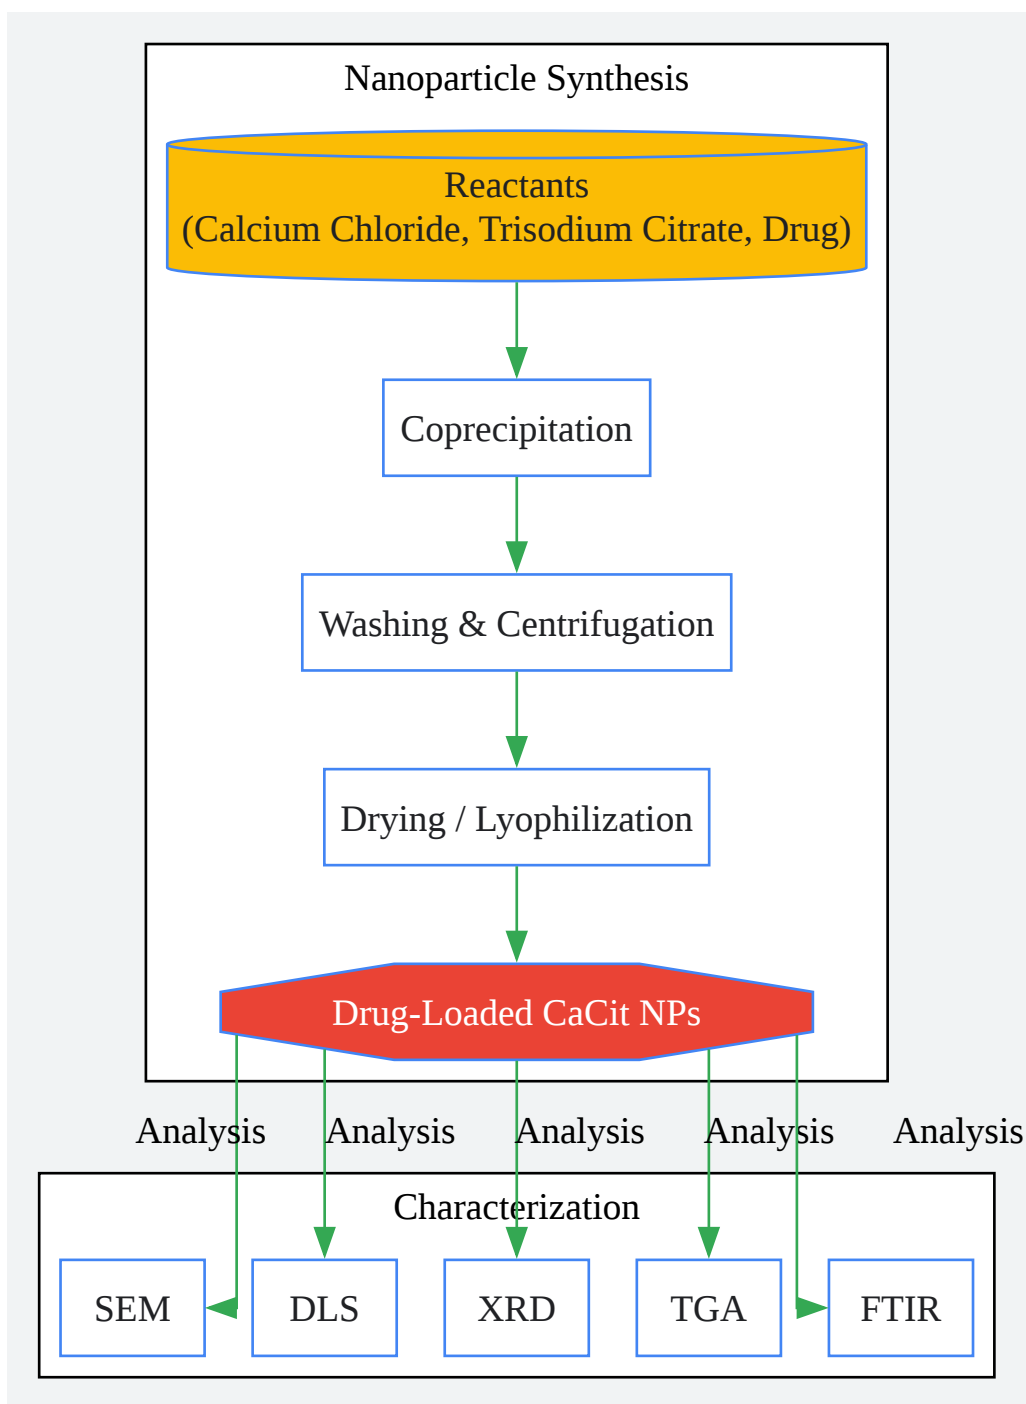 Nanoparticle Synthesis
Reactants
(Calcium Chloride, Trisodium Citrate, Drug)
Coprecipitation
Washing & Centrifugation
Drying / Lyophilization
Drug-Loaded CaCit NPs
Analysis
Analysis
Analysis
Analysis
Analysis
Characterization
SEM
DLS
XRD
TGA
FTIR